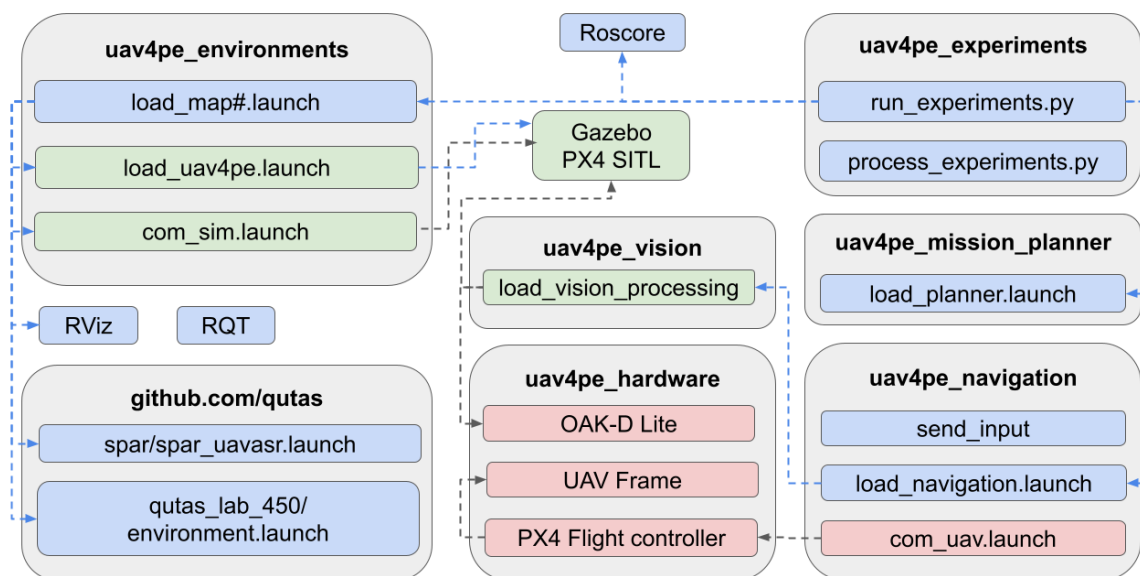 uav4pe_environments
load_map#.launch
load_uav4pe.launch
com_sim.launch
Roscore
Gazebo
PX4 SITL
uav4pe_experiments
run_experiments.py
process_experiments.py
uav4pe_vision
load_vision_processing
uav4pe_mission_planner
load_planner.launch
RViz
RQT
github.com/qutas
spar/spar_uavasr.launch
qutas_lab_450/
environment.launch
uav4pe_hardware
OAK-D Lite
UAV Frame
PX4 Flight controller
uav4pe_navigation
send_input
load_navigation.launch
com_uav.launch